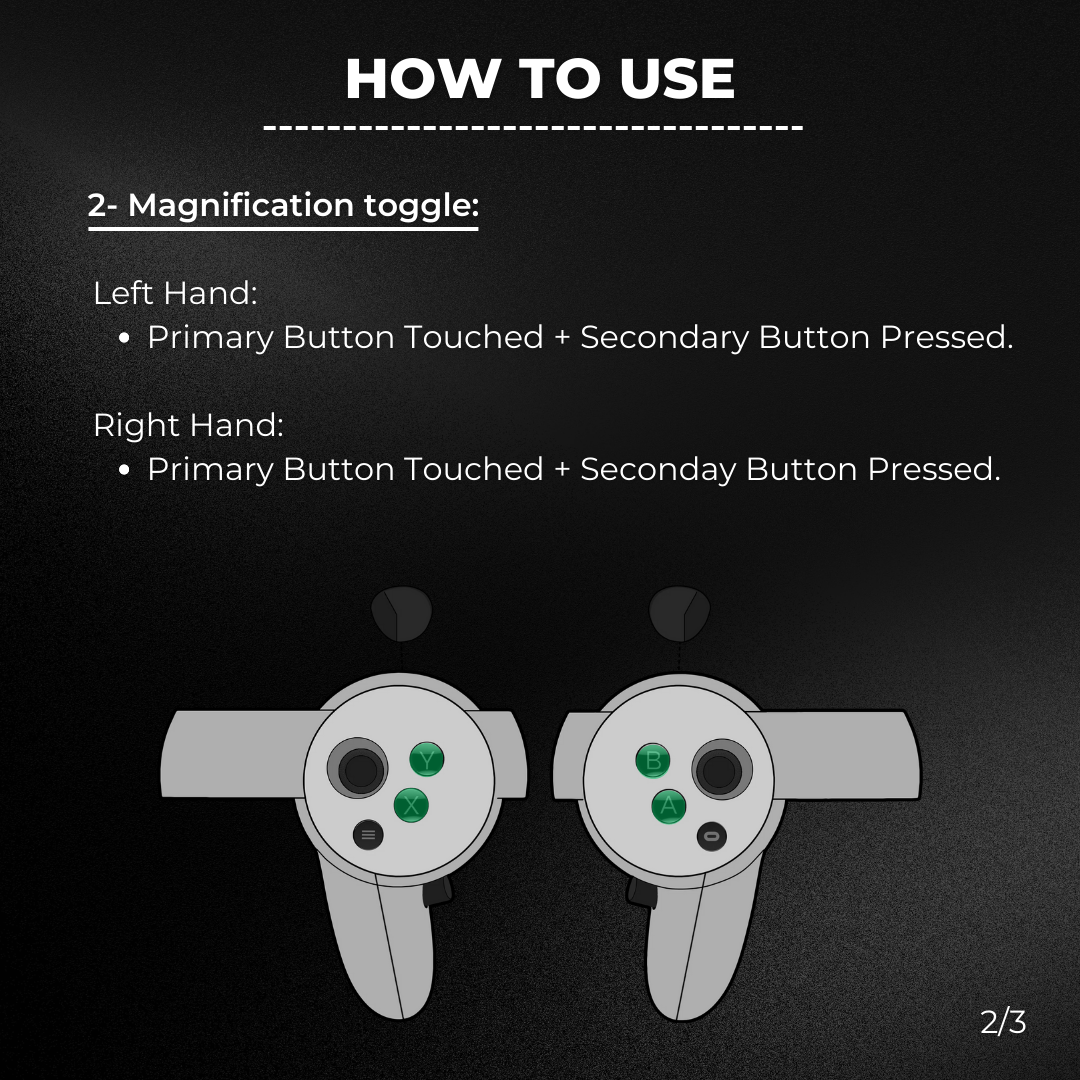 HOW TO USE
----------------------------------
2- Magnification toggle:
Left Hand:
• Primary Button Touched + Secondary Button Pressed.
Right Hand:
• Primary Button Touched + Seconday Button Pressed.
Y
B
X
A
2/3